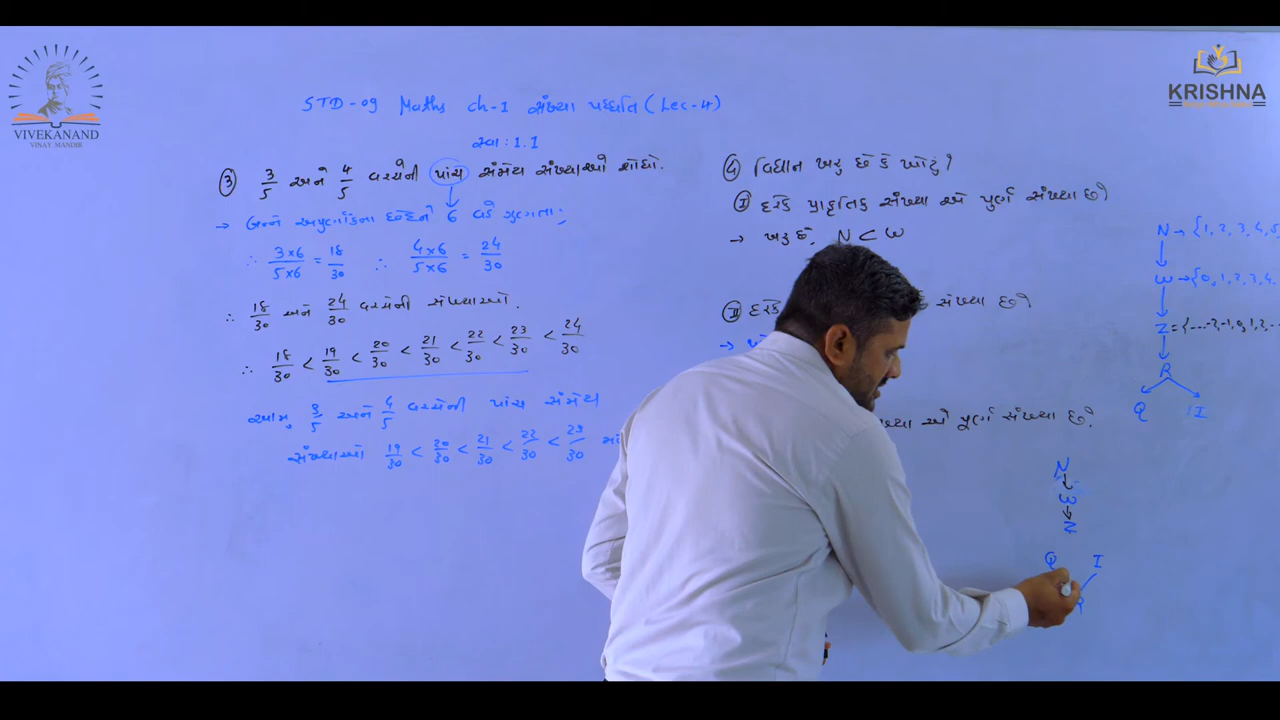 VIVEKANAND
VINAY MANDIR
KRISHNA
STD-09 Maths ch-1 સંખ્યા પધ્ધતિ (Lec-4)
સ્વા : 1.1
③ 3/5 અને 4/5 વચ્ચેની પાંચ સંમેય સંખ્યાઓ શોધો.
→ બન્ને અપૂર્ણાંકના છેદને 6 વડે ગુણતા;
∴ 3×6/5×6 = 18/30 ∴ 4×6/5×6 = 24/30
∴ 18/30 અને 24/30 વચ્ચેની સંખ્યાઓ.
∴ 18/30 < 19/30 < 20/30 < 21/30 < 22/30 < 23/30 < 24/30
આમ, 3/5 અને 4/5 વચ્ચેની પાંચ સંમેય
સંખ્યાઓ 19/30 < 20/30 < 21/30 < 22/30 < 23/30
④ વિધાન ખરુ છે કે ખોટું?
Ⅰ દરેક પ્રાકૃતિક સંખ્યા એ પુર્ણ સંખ્યા છે?
→ ખરુ છે, N ⊂ W
Ⅱ દરેક સંખ્યા છે?
→
એ પૂર્ણ સંખ્યા છે?
N → {1, 2, 3, 4, 5
W → {0, 1, 2, 3, 4.
Z = {...-2, -1, 0, 1, 2, -
R
Q I
N
W
N
Q I